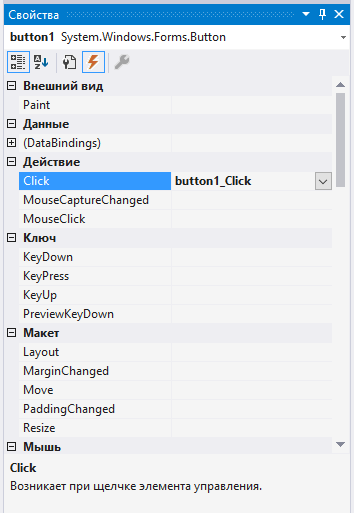 Свойства
button1 System.Windows.Forms.Button
Внешний вид
Paint
Данные
(DataBindings)
Действие
Click button1_Click
MouseCaptureChanged
MouseClick
Ключ
KeyDown
KeyPress
KeyUp
PreviewKeyDown
Макет
Layout
MarginChanged
Move
PaddingChanged
Resize
Мышь
Click
Возникает при щелчке элемента управления.